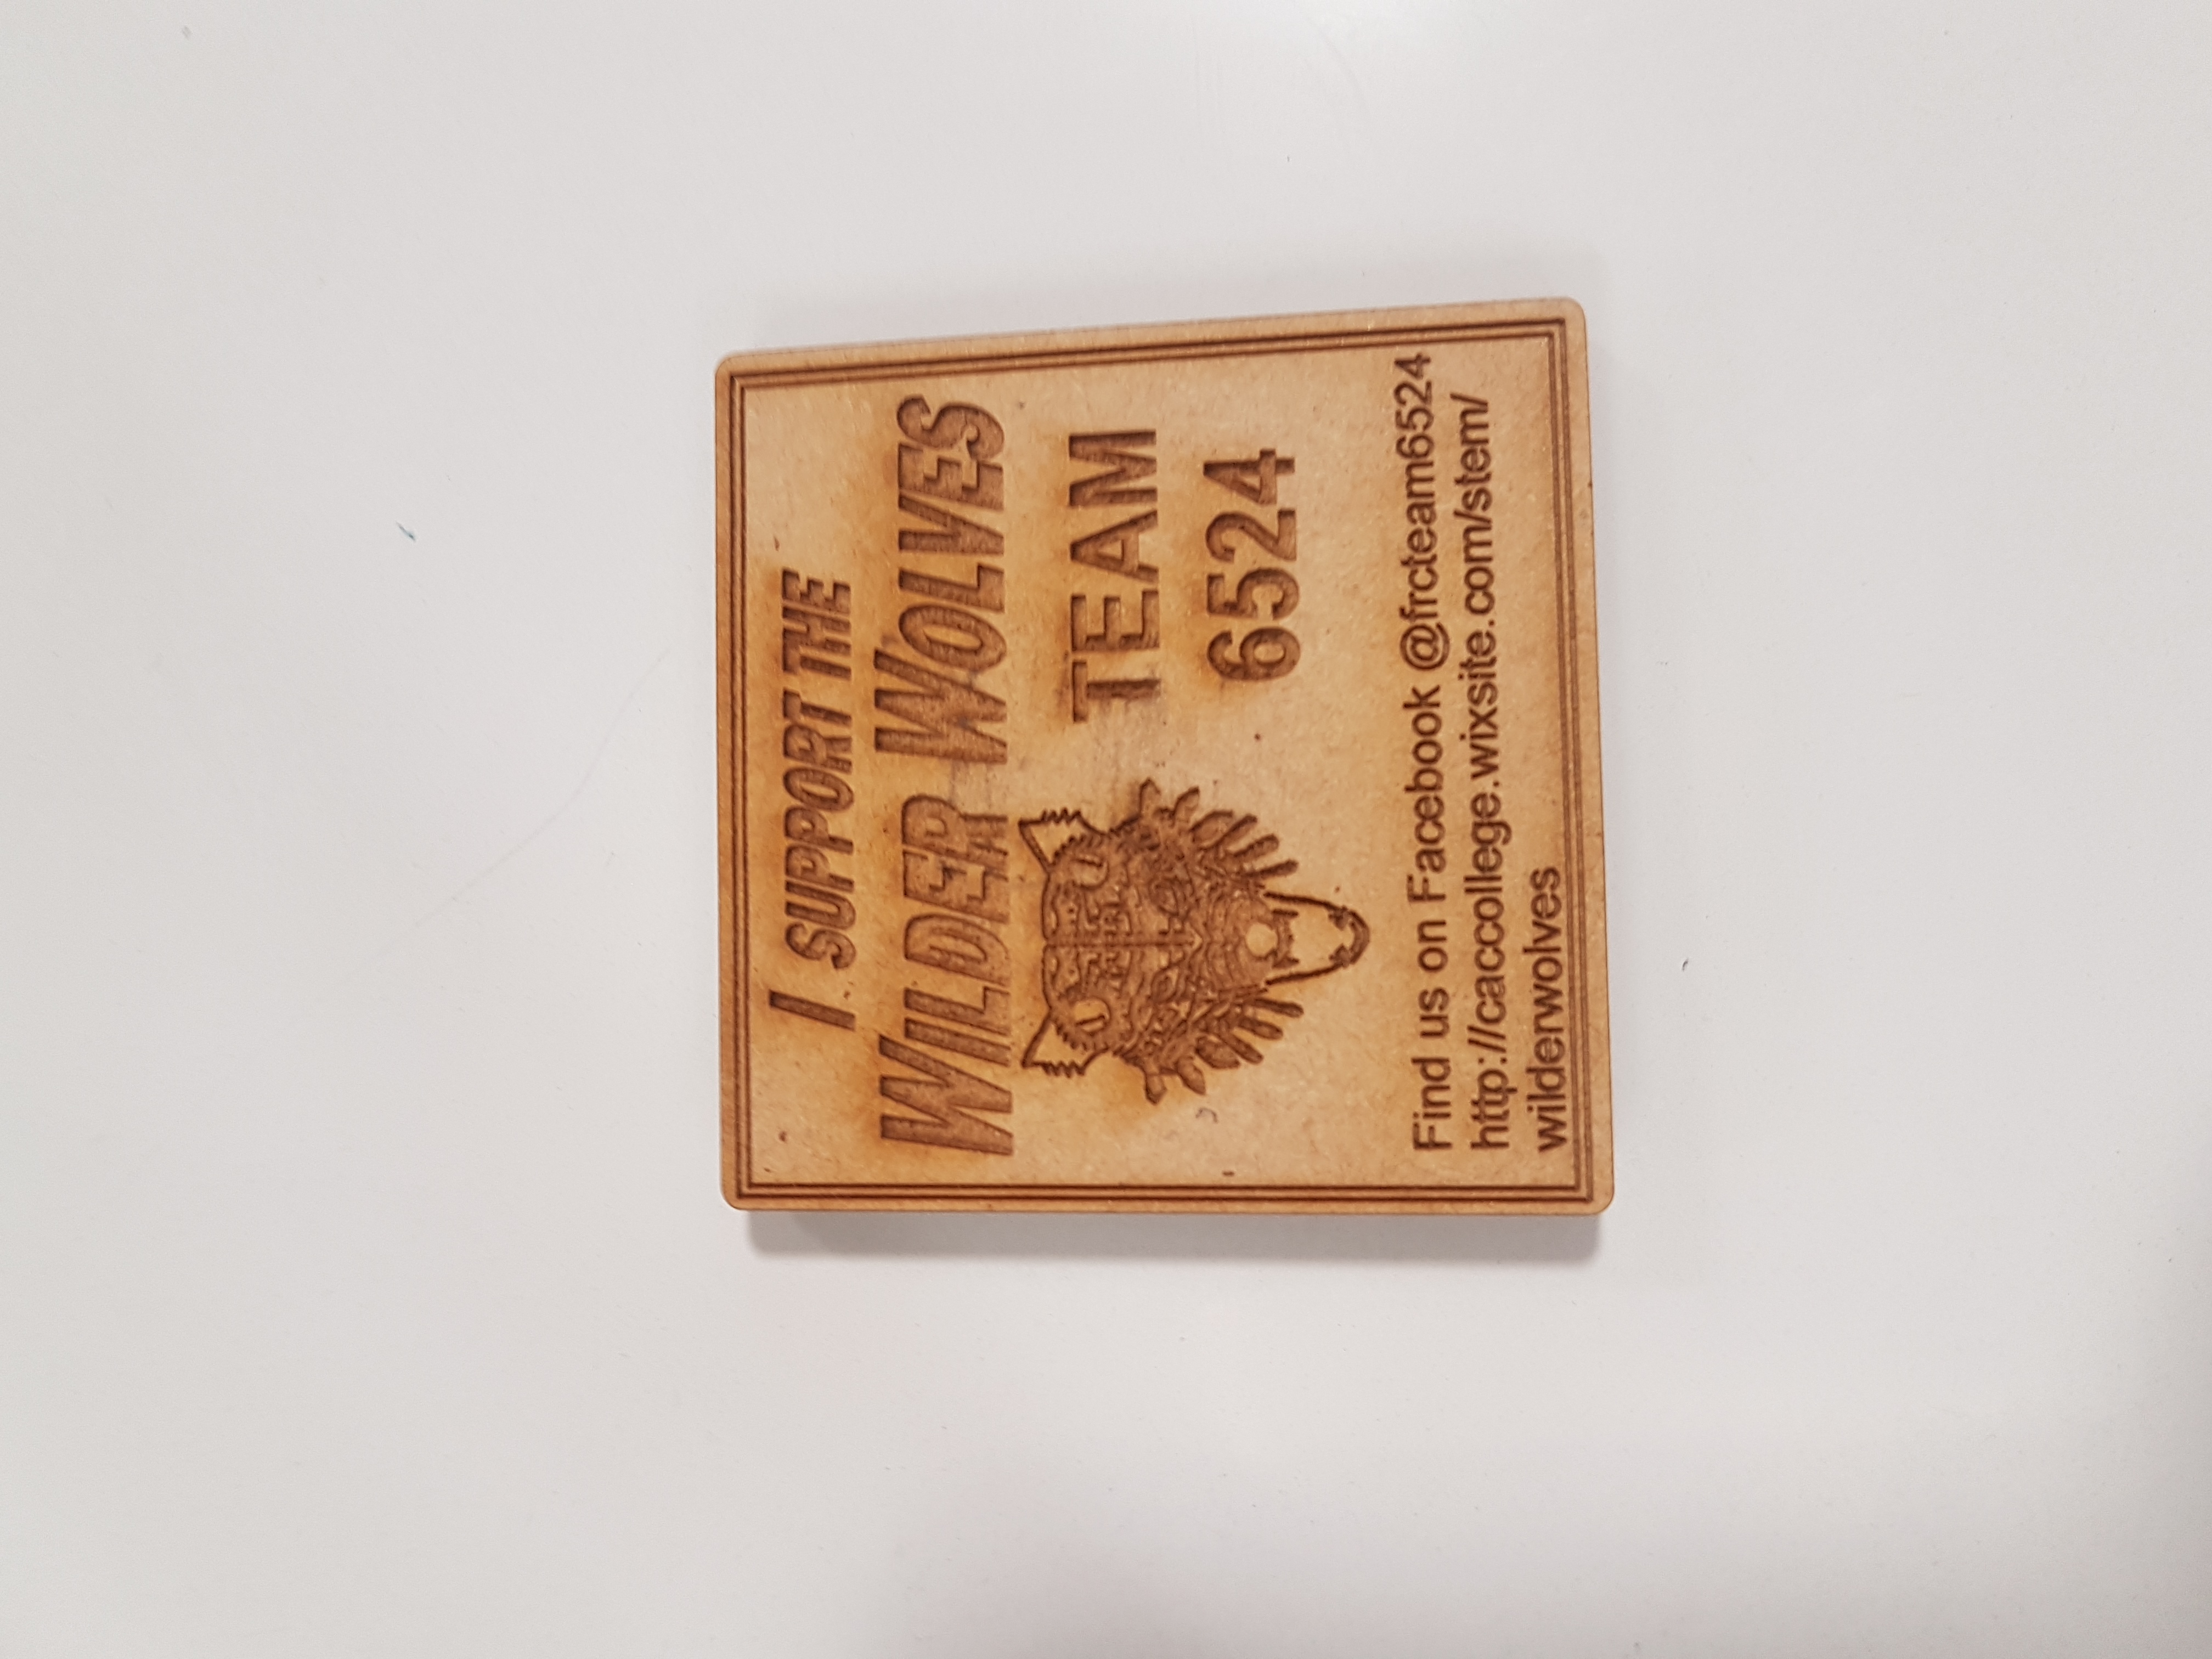 I SUPPORT THE
WILDER WOLVES
TEAM
6524
Find us on Facebook @frcteam6524
http://caccollege.wixsite.com/stem/
wilderwolves